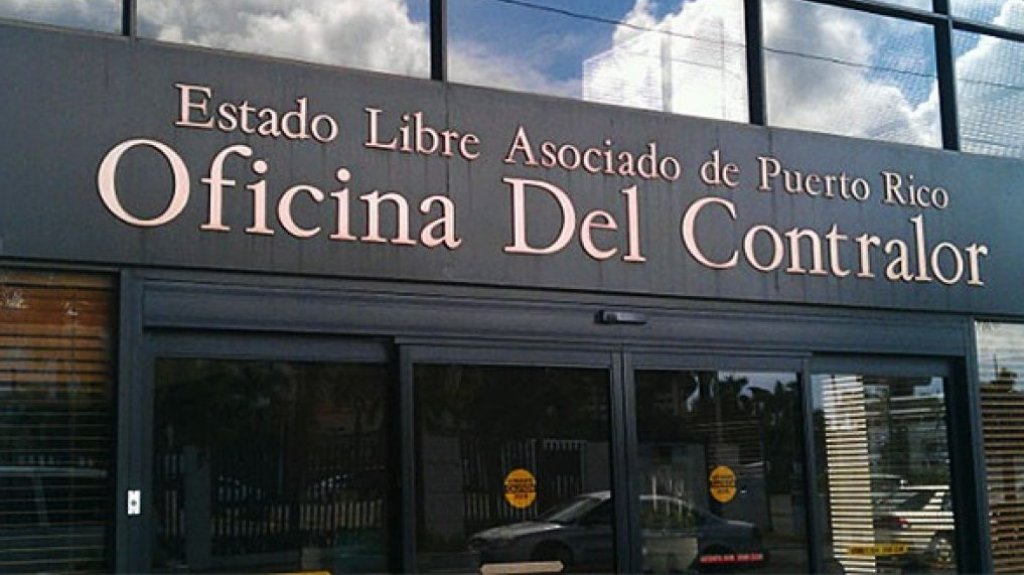 Estado Libre Asociado de Puerto Rico
Oficina Del Contralor